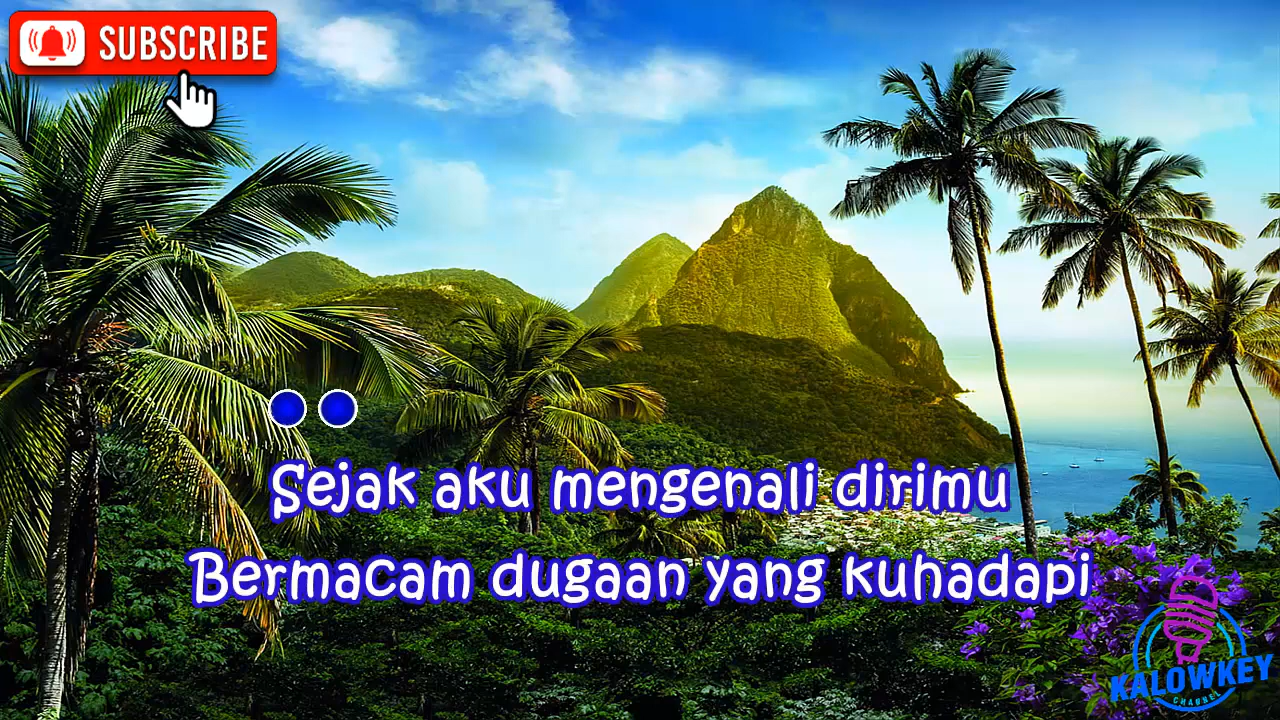 SUBSCRIBE
Sejak aku mengenali dirimu
Bermacam dugaan yang kuhadapi
KALOWKEY
CHANNEL